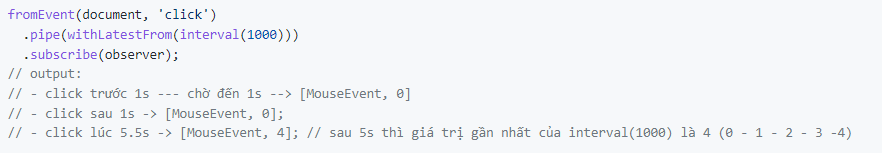 fromEvent(document, 'click')
.pipe(withLatestFrom(interval(1000)))
.subscribe(observer);
// output:
// - click trước 1s --- chờ đến 1s --> [MouseEvent, 0]
// - click sau 1s -> [MouseEvent, 0];
// - click lúc 5.5s -> [MouseEvent, 4]; // sau 5s thì giá trị gần nhất của interval(1000) là 4 (0 - 1 - 2 - 3 -4)